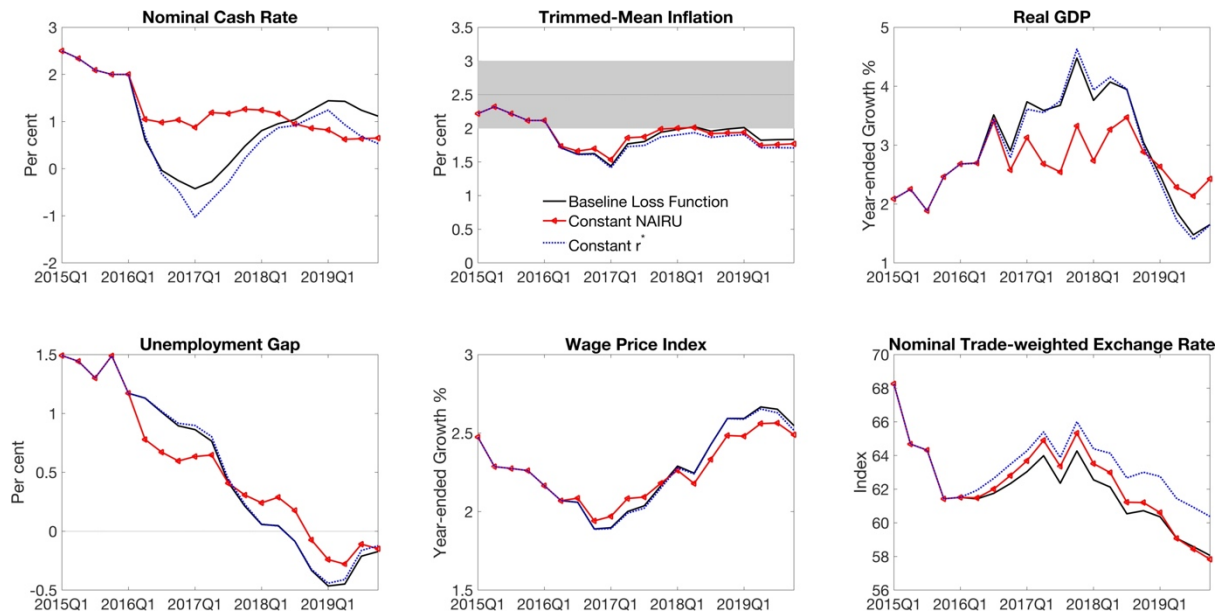 Nominal Cash Rate
Per cent
3
2
1
0
-1
-2
2015Q1 2016Q1 2017Q1 2018Q1 2019Q1
Trimmed-Mean Inflation
Per cent
3.5
3
2.5
2
1.5
1
0.5
0
Baseline Loss Function
Constant NAIRU
Constant r*
2015Q1 2016Q1 2017Q1 2018Q1 2019Q1
Real GDP
Year-ended Growth %
5
4
3
2
1
2015Q1 2016Q1 2017Q1 2018Q1 2019Q1
Unemployment Gap
Per cent
1.5
1
0.5
0
-0.5
2015Q1 2016Q1 2017Q1 2018Q1 2019Q1
Wage Price Index
Year-ended Growth %
3
2.5
2
1.5
2015Q1 2016Q1 2017Q1 2018Q1 2019Q1
Nominal Trade-weighted Exchange Rate
Index
70
68
66
64
62
60
58
56
2015Q1 2016Q1 2017Q1 2018Q1 2019Q1